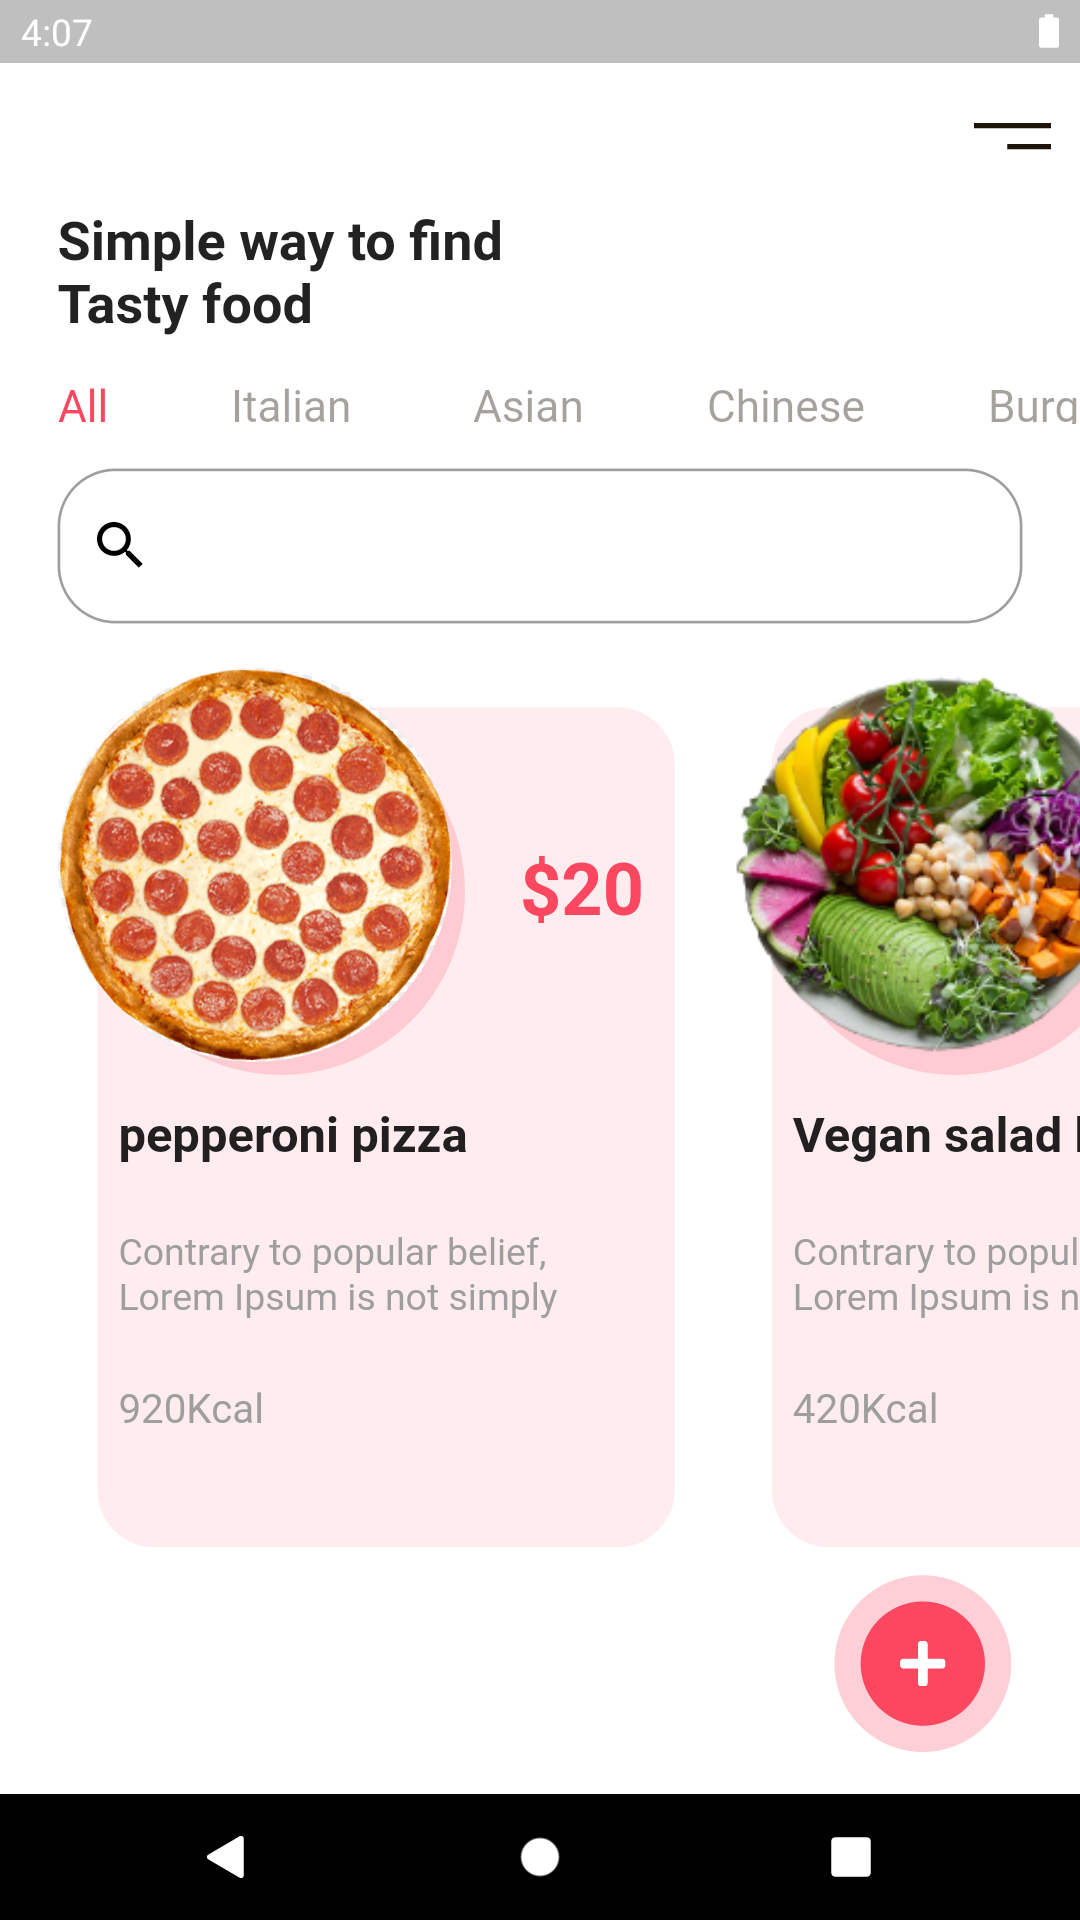 4:07
Simple way to find
Tasty food
All Italian Asian Chinese Burg
$20
pepperoni pizza
Contrary to popular belief,
Lorem Ipsum is not simply
920Kcal
Vegan salad
Contrary to popul
Lorem Ipsum is n
420Kcal